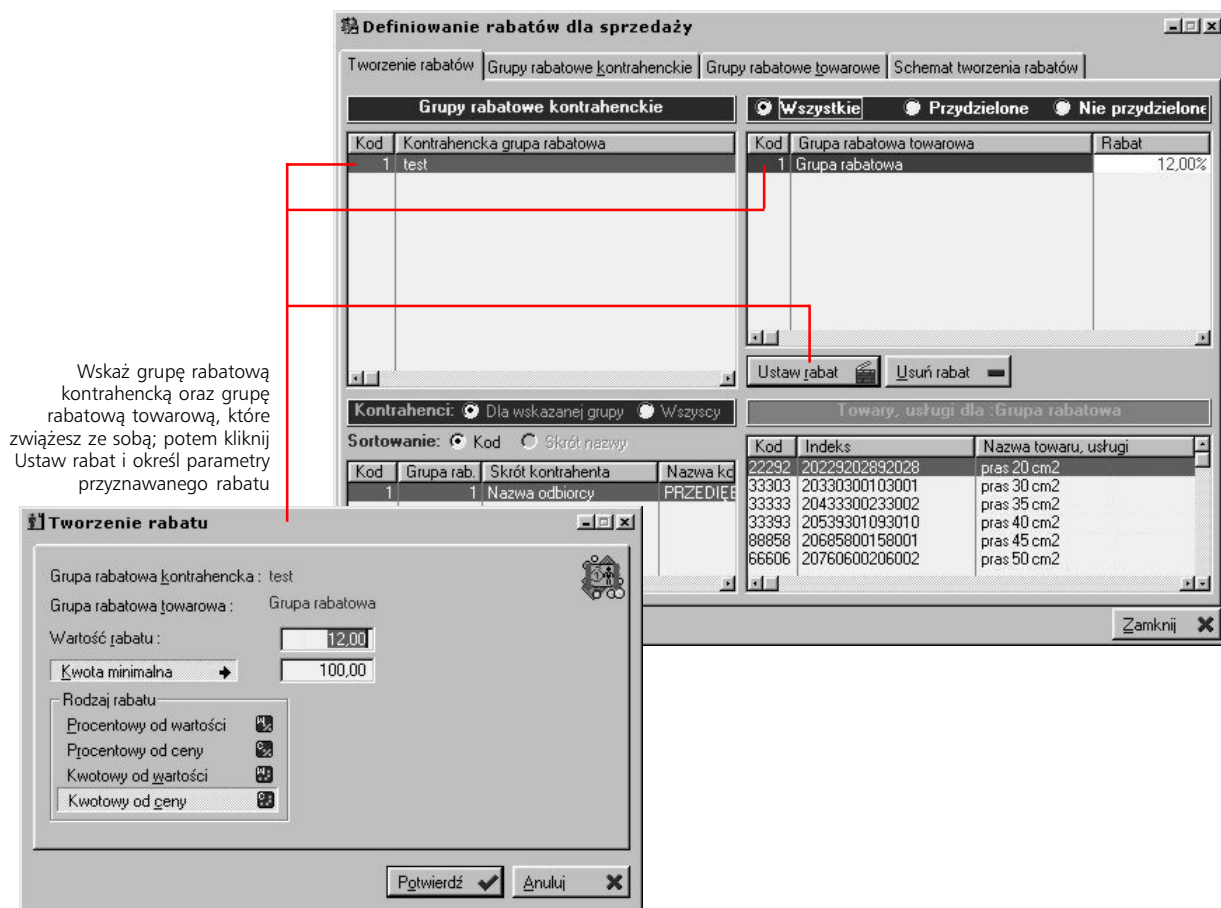 Definiowanie rabatów dla sprzedaży
Tworzenie rabatów Grupy rabatowe kontrahenckie Grupy rabatowe towarowe Schemat tworzenia rabatów
Grupy rabatowe kontrahenckie
Wszystkie Przydzielone Nie przydzielone
Kod Kontrahencka grupa rabatowa
1 test
Kod Grupa rabatowa towarowa Rabat
1 Grupa rabatowa 12,00%
Ustaw rabat Usuń rabat
Wskaż grupę rabatową
kontrahencką oraz grupę
rabatową towarową, które
zwiążesz ze sobą; potem kliknij
Ustaw rabat i określ parametry
przyznawanego rabatu
Kontrahenci: Dla wskazanej grupy Wszyscy
Sortowanie: Kod Skrót nazwy
Kod Grupa rab. Skrót kontrahenta Nazwa ko
1 1 Nazwa odbiorcy PRZEDIĘB
Towary, usługi dla :Grupa rabatowa
Kod Indeks Nazwa towaru, usługi
22292 20229202892028 pras 20 cm2
33303 20330300103001 pras 30 cm2
33333 20433300233002 pras 35 cm2
33393 20539301093010 pras 40 cm2
88858 20685800158001 pras 45 cm2
66606 20760600206002 pras 50 cm2
Zamknij
Tworzenie rabatu
Grupa rabatowa kontrahencka : test
Grupa rabatowa towarowa : Grupa rabatowa
Wartość rabatu : 12,00
Kwota minimalna 100,00
Rodzaj rabatu
Procentowy od wartości
Procentowy od ceny
Kwotowy od wartości
Kwotowy od ceny
Potwierdź Anuluj